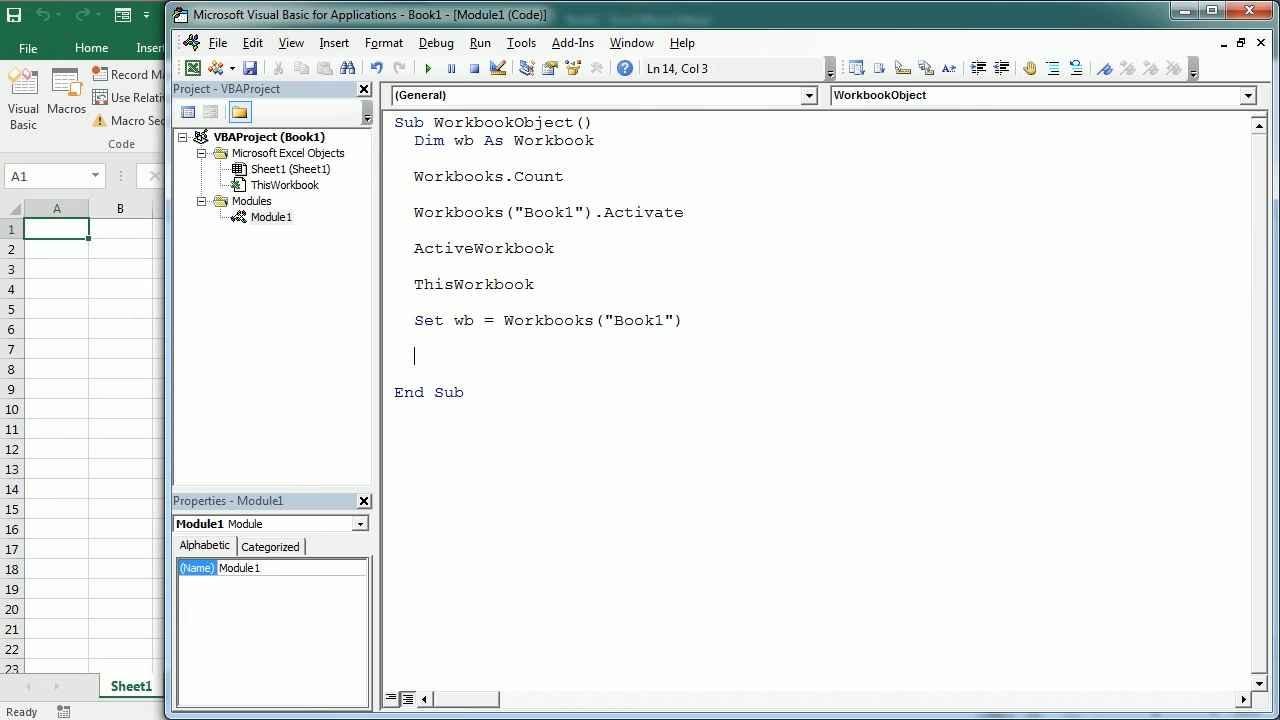 Microsoft Visual Basic for Applications - Book1 - [Module1 (Code)]
File
Home
Insert
File Edit View Insert Format Debug Run Tools Add-Ins Window Help
Visual
Basic
Macros
Record Ma
Use Relativ
Macro Sec
Code
Ln 14, Col 3
Project - VBAProject
VBAProject (Book1)
Microsoft Excel Objects
Sheet1 (Sheet1)
ThisWorkbook
Modules
Module1
(General)
WorkbookObject
Sub WorkbookObject()
Dim wb As Workbook
Workbooks.Count
Workbooks("Book1").Activate
ActiveWorkbook
ThisWorkbook
Set wb = Workbooks("Book1")
End Sub
A1
A B
1
2
3
4
5
6
7
8
9
10
11
12
13
14
15
16
17
18
19
20
21
22
23
Properties - Module1
Module1 Module
Alphabetic Categorized
(Name) Module1
Sheet1
Ready